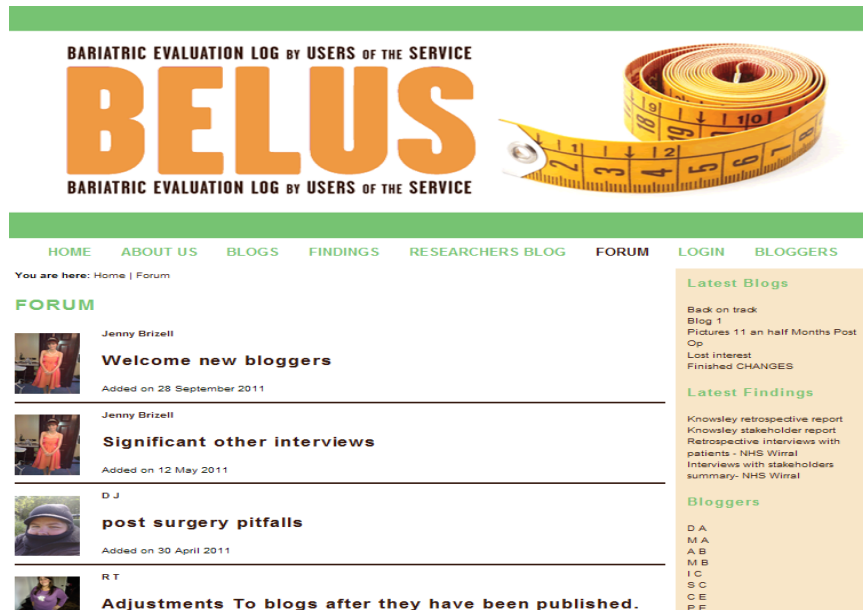 BARIATRIC EVALUATION LOG BY USERS OF THE SERVICE
BELUS
BARIATRIC EVALUATION LOG BY USERS OF THE SERVICE
HOME ABOUT US BLOGS FINDINGS RESEARCHERS BLOG FORUM LOGIN BLOGGERS
You are here: Home | Forum
FORUM
Jenny Brizell
Welcome new bloggers
Added on 28 September 2011
Jenny Brizell
Significant other interviews
Added on 12 May 2011
D J
post surgery pitfalls
Added on 30 April 2011
R T
Adjustments To blogs after they have been published.
Latest Blogs
Back on track
Blog 1
Pictures 11 an half Months Post
Op
Lost interest
Finished CHANGES
Latest Findings
Knowsley retrospective report
Knowsley stakeholder report
Retrospective interviews with
patients - NHS Wirral
Interviews with stakeholders
summary- NHS Wirral
Bloggers
D A
M A
A B
M B
I C
S C
C E
P E